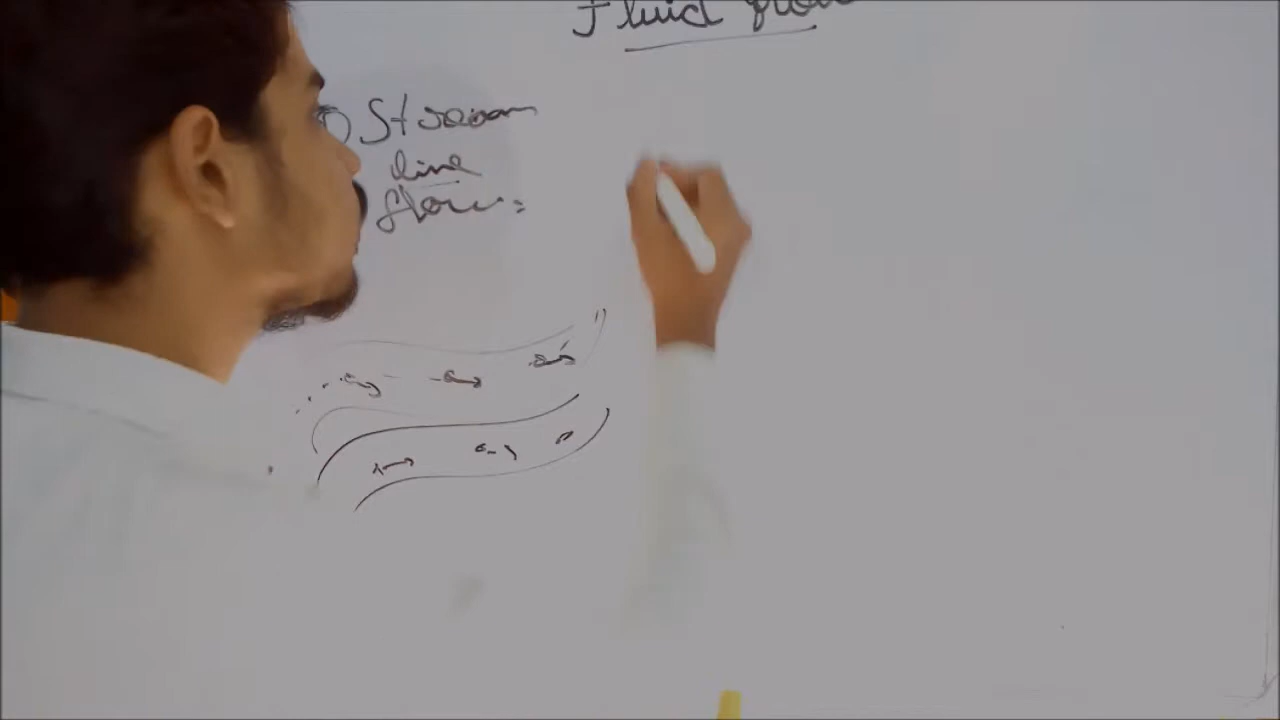 Fluid flow
① Stream
line
flow: